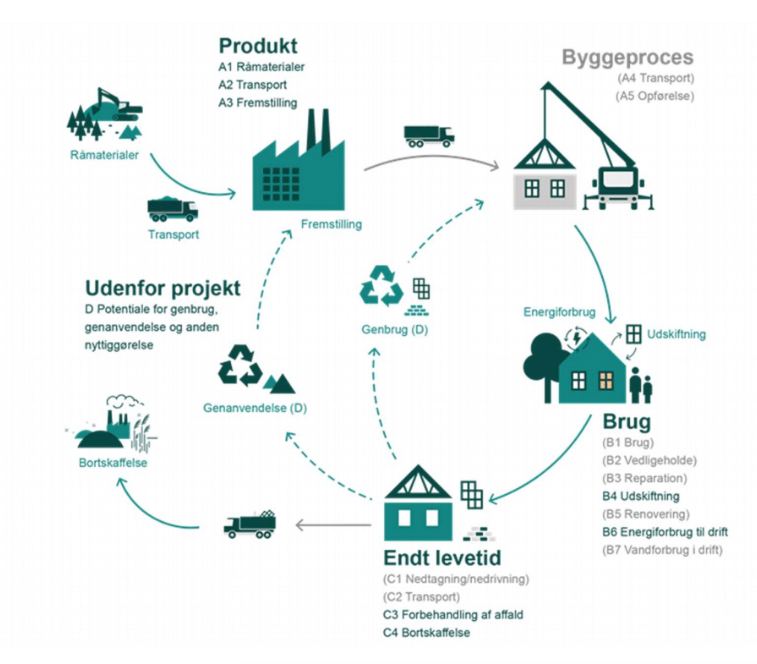 Produkt
A1 Råmaterialer
A2 Transport
A3 Fremstilling
Byggeproces
(A4 Transport)
(A5 Opførelse)
Råmaterialer
Transport
Fremstilling
Udenfor projekt
D Potentiale for genbrug,
genanvendelse og anden
nyttiggørelse
Genbrug (D)
Energiforbrug
Udskiftning
Genanvendelse (D)
Bortskaffelse
Brug
(B1 Brug)
(B2 Vedligeholde)
(B3 Reparation)
B4 Udskiftning
(B5 Renovering)
B6 Energiforbrug til drift
(B7 Vandforbrug i drift)
Endt levetid
(C1 Nedtagning/nedrivning)
(C2 Transport)
C3 Forbehandling af affald
C4 Bortskaffelse